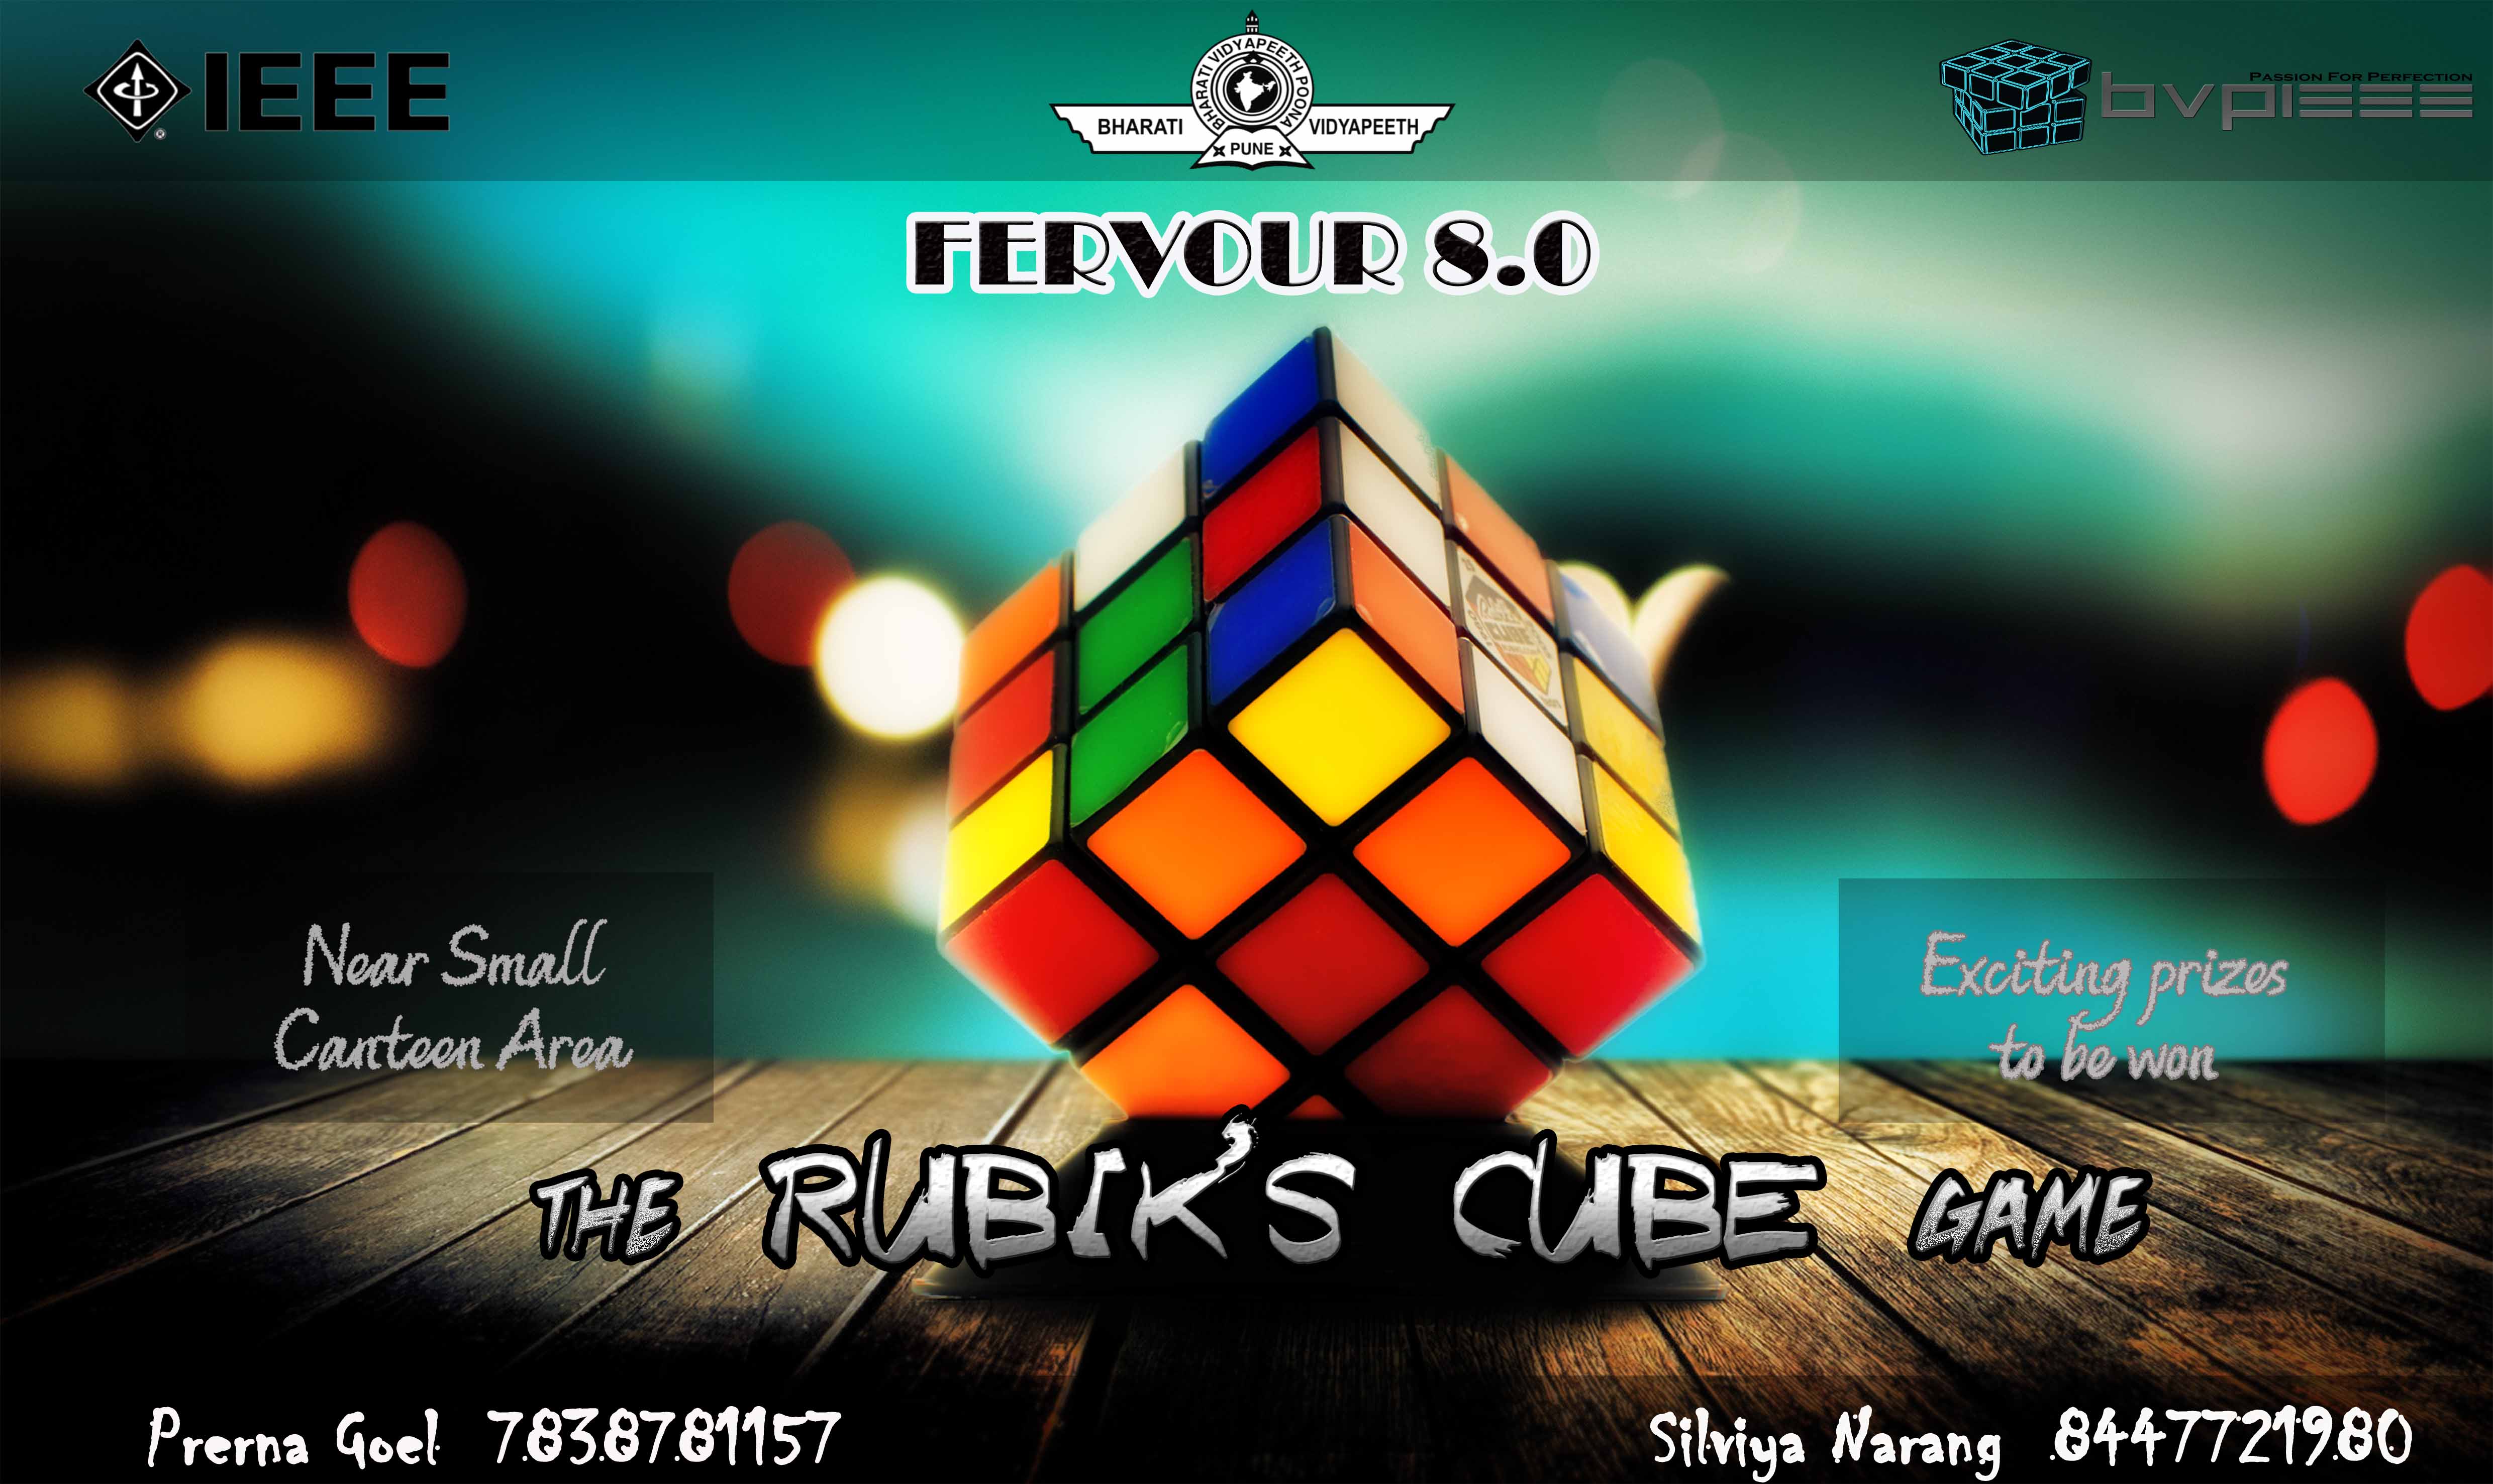 IEEE
BHARATI VIDYAPEETH POONA
BHARATI VIDYAPEETH
PUNE
PASSION FOR PERFECTION
bvpieee
FERVOUR 8.0
CUBE
Near Small
Canteen Area
Exciting prizes
to be won
THE RUBIK'S CUBE GAME
Prerna Goel 7838781157
Silviya Narang 8447721980